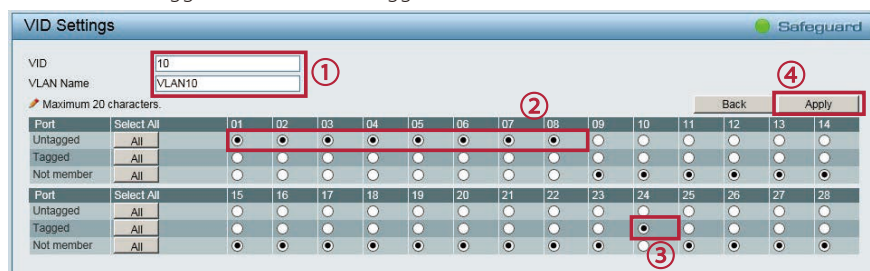 VID Settings
Safeguard
VID 10
①
VLAN Name VLAN10
④
Maximum 20 characters.
②
Back Apply
Port Select All 01 02 03 04 05 06 07 08 09 10 11 12 13 14
Untagged All
Tagged All
Not member All
Port Select All 15 16 17 18 19 20 21 22 23 24 25 26 27 28
Untagged All
Tagged All
Not member All
③